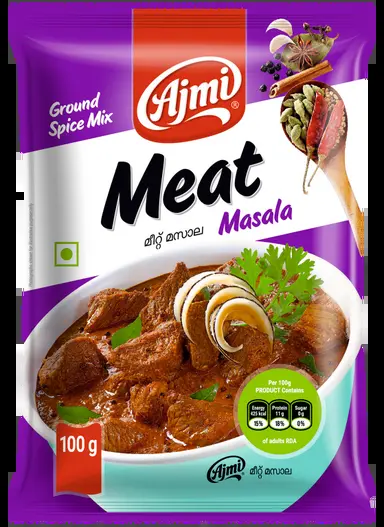 Ajmi®
Ground
Spice Mix
Meat
Masala
മീറ്റ് മസാല
Per 100g
PRODUCT Contains
Energy
425 kcal
15%
Protein
11 g
18%
Sugar
0 g
0%
of adults RDA
100 g
Ajmi® മീറ്റ് മസാല